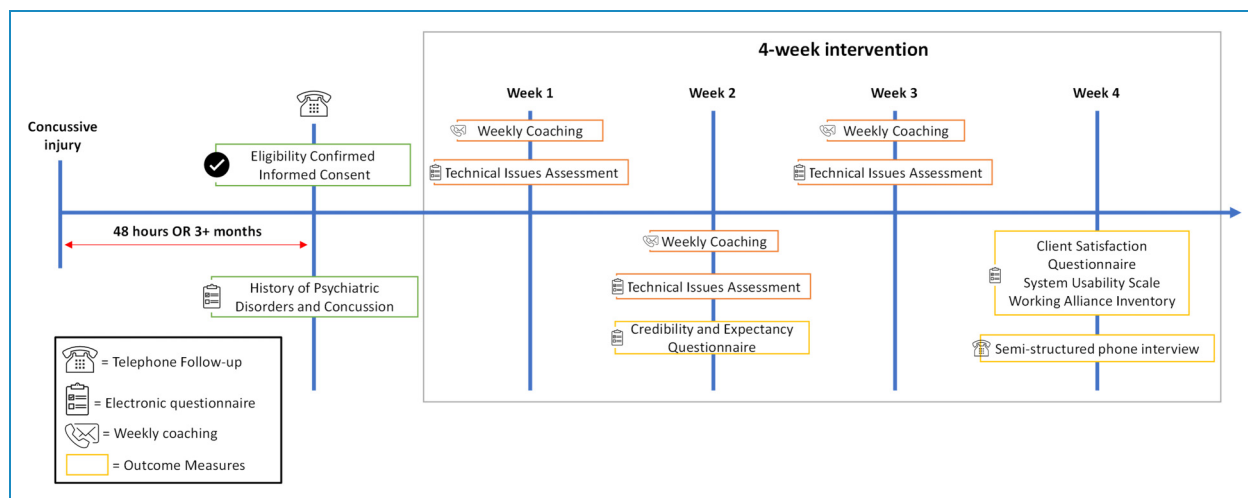 4-week intervention
Concussive
injury
Eligibility Confirmed
Informed Consent
48 hours OR 3+ months
History of Psychiatric
Disorders and Concussion
Week 1
Weekly Coaching
Technical Issues Assessment
Week 2
Weekly Coaching
Technical Issues Assessment
Credibility and Expectancy
Questionnaire
Week 3
Weekly Coaching
Technical Issues Assessment
Week 4
Client Satisfaction
Questionnaire
System Usability Scale
Working Alliance Inventory
Semi-structured phone interview
= Telephone Follow-up
= Electronic questionnaire
= Weekly coaching
= Outcome Measures